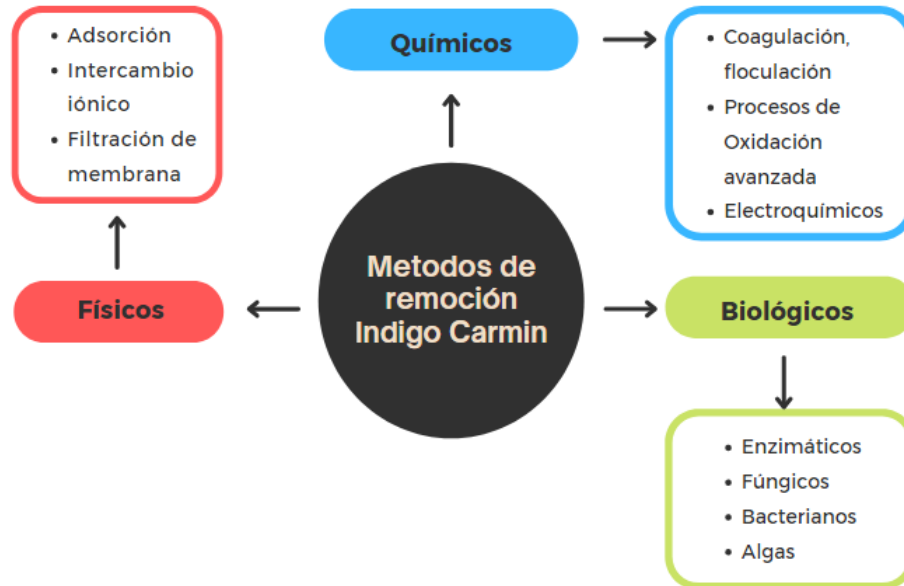 Metodos de
remoción
Indigo Carmin
Químicos
• Coagulación,
floculación
• Procesos de
Oxidación
avanzada
• Electroquímicos
Físicos
• Adsorción
• Intercambio
iónico
• Filtración de
membrana
Biológicos
• Enzimáticos
• Fúngicos
• Bacterianos
• Algas